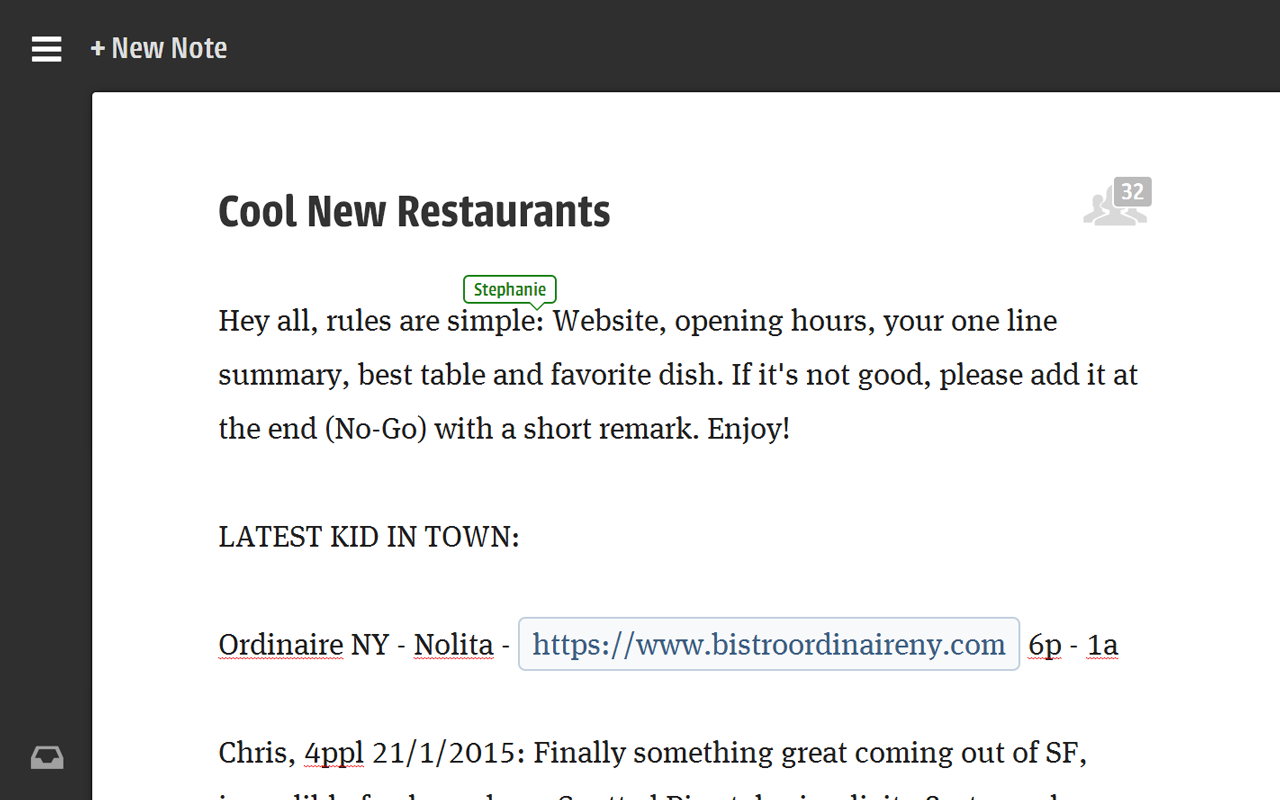 + New Note
Cool New Restaurants
32
Stephanie
Hey all, rules are simple: Website, opening hours, your one line
summary, best table and favorite dish. If it's not good, please add it at
the end (No-Go) with a short remark. Enjoy!
LATEST KID IN TOWN:
Ordinaire NY - Nolita - https://www.bistroordinaireny.com 6p - 1a
Chris, 4ppl 21/1/2015: Finally something great coming out of SF,